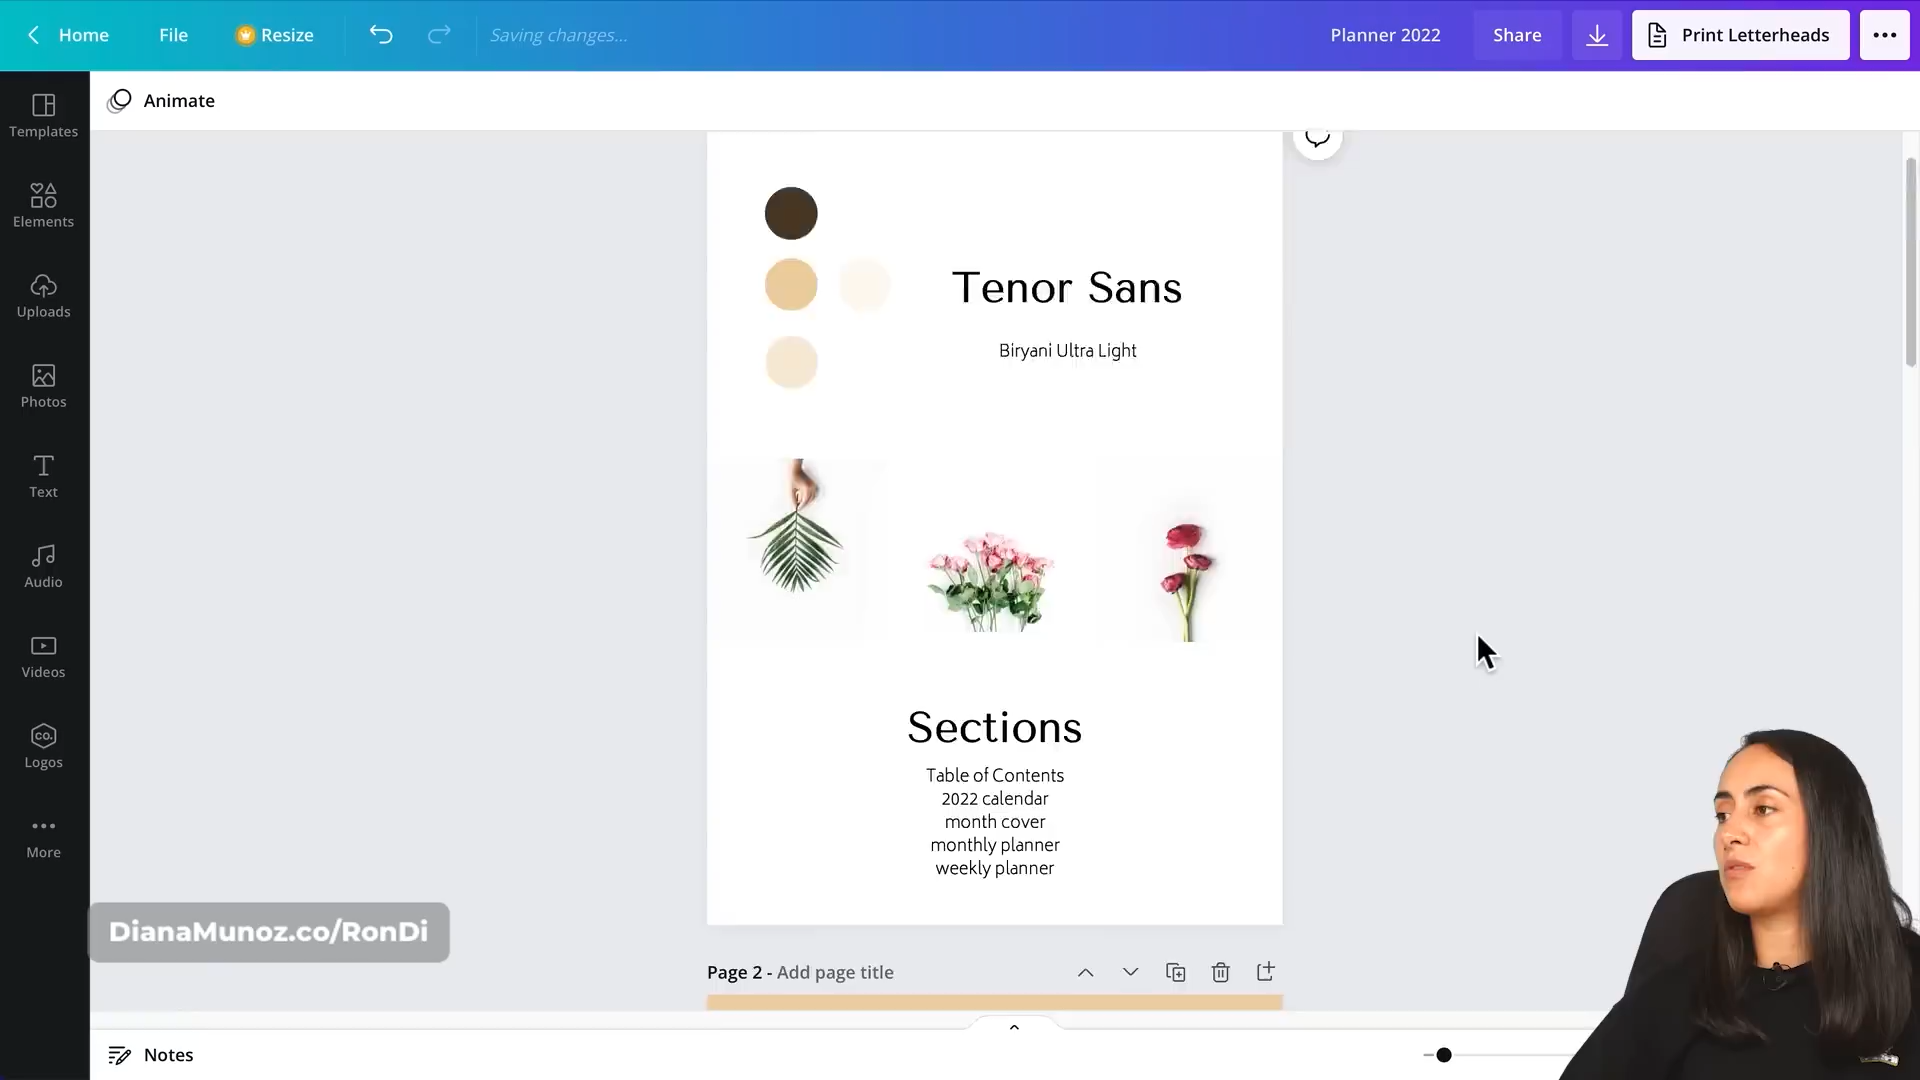 Home
File
Resize
Saving changes...
Planner 2022
Share
Print Letterheads
Templates
Animate
Elements
Uploads
Photos
Text
Audio
Videos
Logos
CO.
More
Tenor Sans
Biryani Ultra Light
Sections
Table of Contents
2022 calendar
month cover
monthly planner
weekly planner
DianaMunoz.co/RonDi
Page 2 - Add page title
Notes